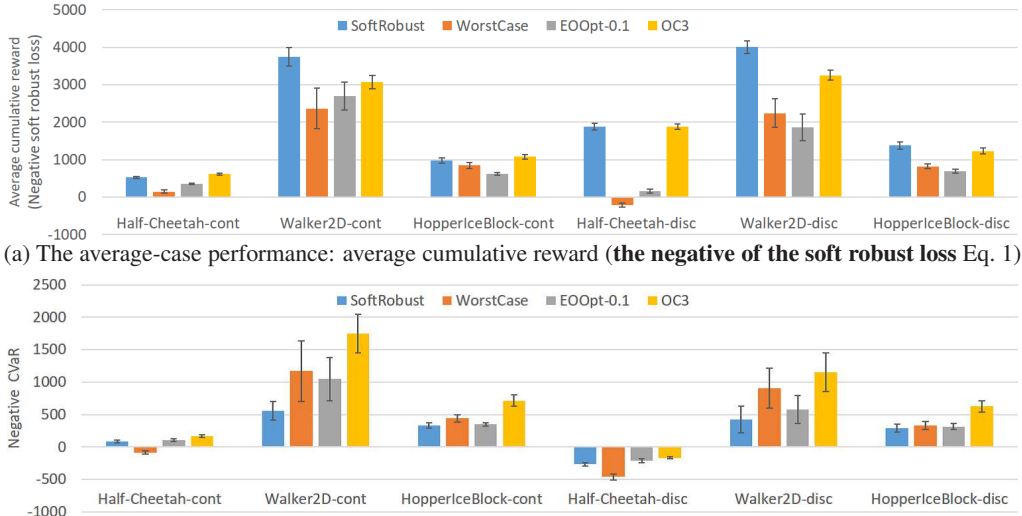 5000
SoftRobust WorstCase EOOpt-0.1 OC3
4000
3000
2000
1000
0
-1000
Average cumulative reward
(Negative soft robust loss)
Half-Cheetah-cont Walker2D-cont HopperIceBlock-cont Half-Cheetah-disc Walker2D-disc HopperIceBlock-disc
(a) The average-case performance: average cumulative reward (the negative of the soft robust loss Eq. 1)
2500
SoftRobust WorstCase EOOpt-0.1 OC3
2000
1500
1000
500
0
-500
-1000
Negative CVaR
Half-Cheetah-cont Walker2D-cont HopperIceBlock-cont Half-Cheetah-disc Walker2D-disc HopperIceBlock-disc